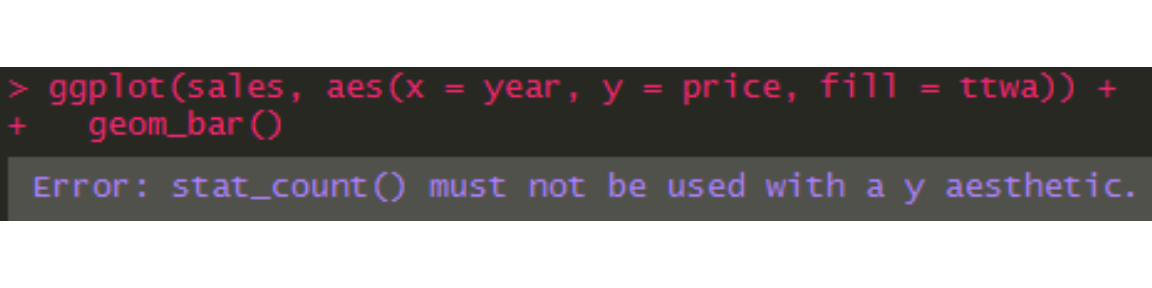 > ggplot(sales, aes(x = year, y = price, fill = ttwa)) +
+   geom_bar()
Error: stat_count() must not be used with a y aesthetic.